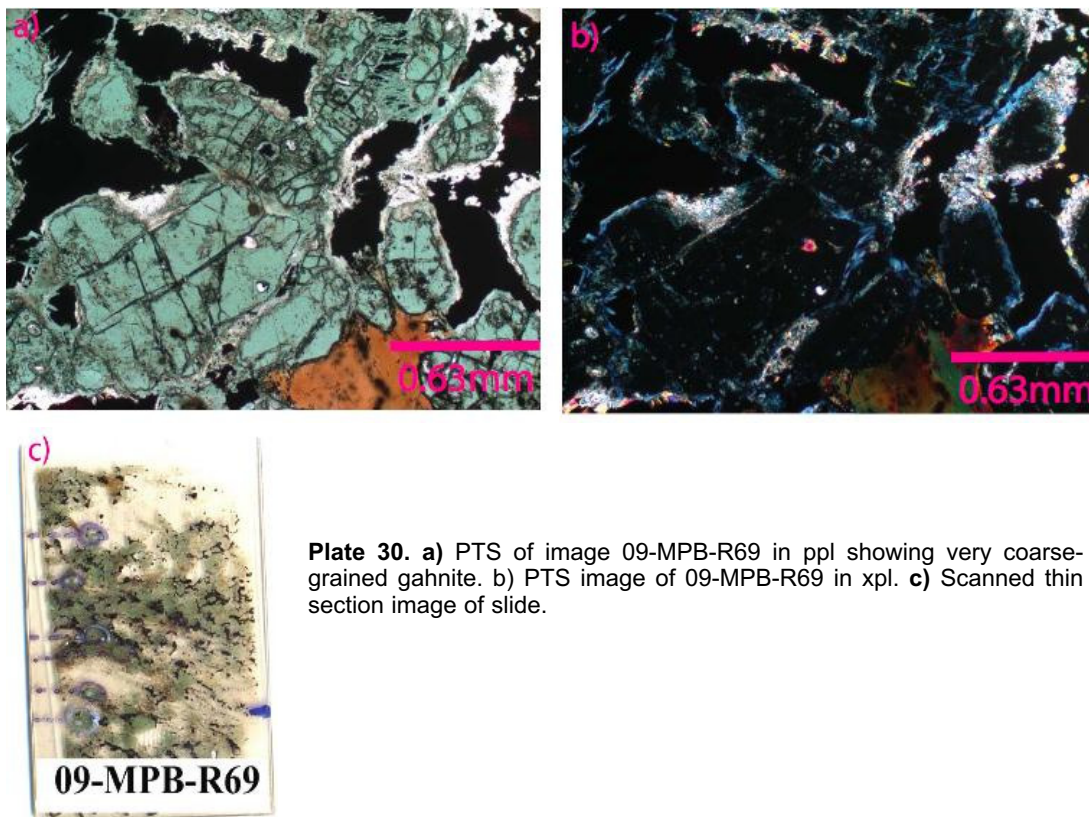 a)
b)
0.63mm
0.63mm
c)
09-MPB-R69
Plate 30. a) PTS of image 09-MPB-R69 in ppl showing very coarse-
grained gahnite. b) PTS image of 09-MPB-R69 in xpl. c) Scanned thin
section image of slide.